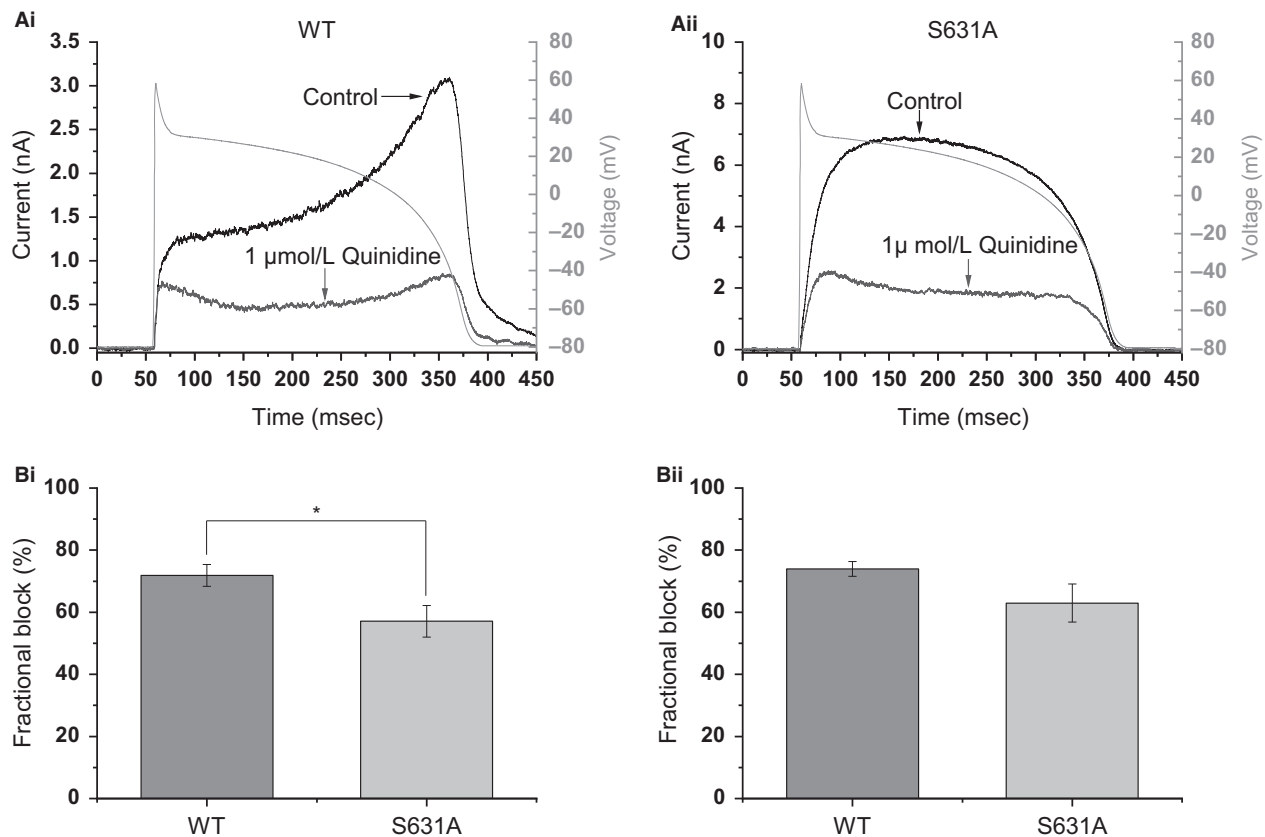 Ai
WT
3.5
3.0
2.5
2.0
1.5
1.0
0.5
0.0
Current (nA)
80
60
40
20
0
−20
−40
−60
−80
Voltage (mV)
Control
1 μmol/L Quinidine
0 50 100 150 200 250 300 350 400 450
Time (msec)
Aii
S631A
10
8
6
4
2
0
Current (nA)
80
60
40
20
0
−20
−40
−60
−80
Voltage (mV)
Control
1μ mol/L Quinidine
0 50 100 150 200 250 300 350 400 450
Time (msec)
Bi
100
80
60
40
20
0
Fractional block (%)
*
WT S631A
Bii
100
80
60
40
20
0
Fractional block (%)
WT S631A